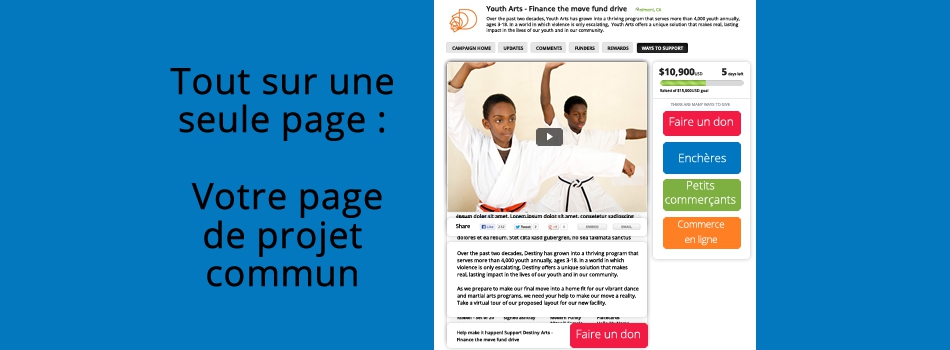 Tout sur une
seule page :
Votre page
de projet
commun
Youth Arts - Finance the move fund drive
Over the past two decades, Youth Arts has grown into a thriving program that serves more than 4,000 youth annually,
ages 3-18. In a world in which violence is only escalating, Youth Arts offers a unique solution that makes real, lasting
impact in the lives of our youth and in our community.
CAMPAIGN HOME
UPDATES
COMMENTS
FUNDERS
REWARDS
WAYS TO SUPPORT
$10,900USD
5 days left
Raised of $15,000USD goal
THERE ARE MANY WAYS TO GIVE
Faire un don
Enchères
Petits
commerçants
Commerce
en ligne
ipsum dolor sit amet. Lorem ipsum dolor sit amet, consetetur sadipscing
Share
Like
Tweet
EMBED
EMAIL
dolores et ea rebum. Stet clita kasd gubergren, no sea takimata sanctus
Over the past two decades, Destiny has grown into a thriving program that
serves more than 4,000 youth annually, ages 3-18. In a world in which
violence is only escalating, Destiny offers a unique solution that makes
real, lasting impact in the lives of our youth and in our community.
As we prepare to make our final move into a home fit for our vibrant dance
and martial arts programs, we need your help to make our move a reality.
Take a virtual tour of our proposed layout for our new facility.
Help make it happen! Support Destiny Arts -
Finance the move fund drive
Faire un don